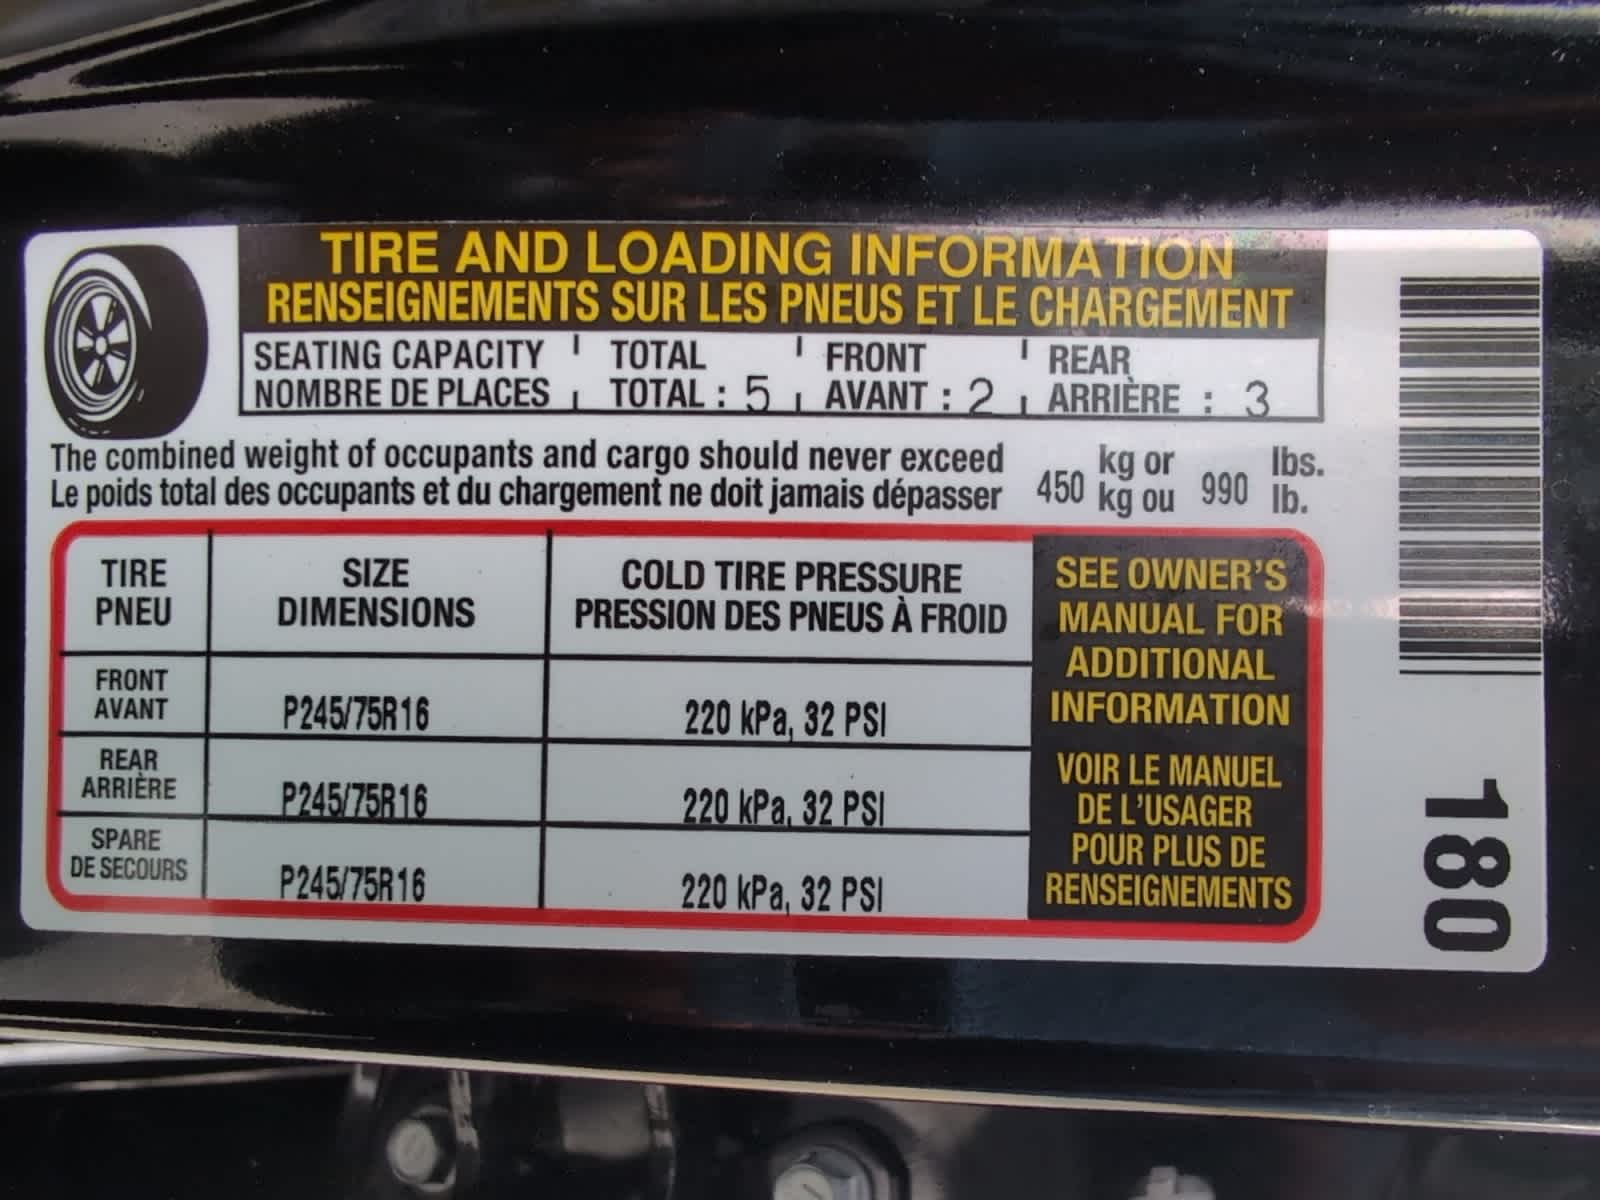 TIRE AND LOADING INFORMATION
RENSEIGNEMENTS SUR LES PNEUS ET LE CHARGEMENT
SEATING CAPACITY TOTAL FRONT REAR
NOMBRE DE PLACES TOTAL : 5 AVANT : 2 ARRIÈRE : 3
The combined weight of occupants and cargo should never exceed 450 kg or 990 lbs.
Le poids total des occupants et du chargement ne doit jamais dépasser kg ou lb.
TIRE SIZE COLD TIRE PRESSURE
PNEU DIMENSIONS PRESSION DES PNEUS À FROID
FRONT
AVANT P245/75R16 220 kPa, 32 PSI
REAR
ARRIÈRE P245/75R16 220 kPa, 32 PSI
SPARE
DE SECOURS P245/75R16 220 kPa, 32 PSI
SEE OWNER'S
MANUAL FOR
ADDITIONAL
INFORMATION
VOIR LE MANUEL
DE L'USAGER
POUR PLUS DE
RENSEIGNEMENTS
180